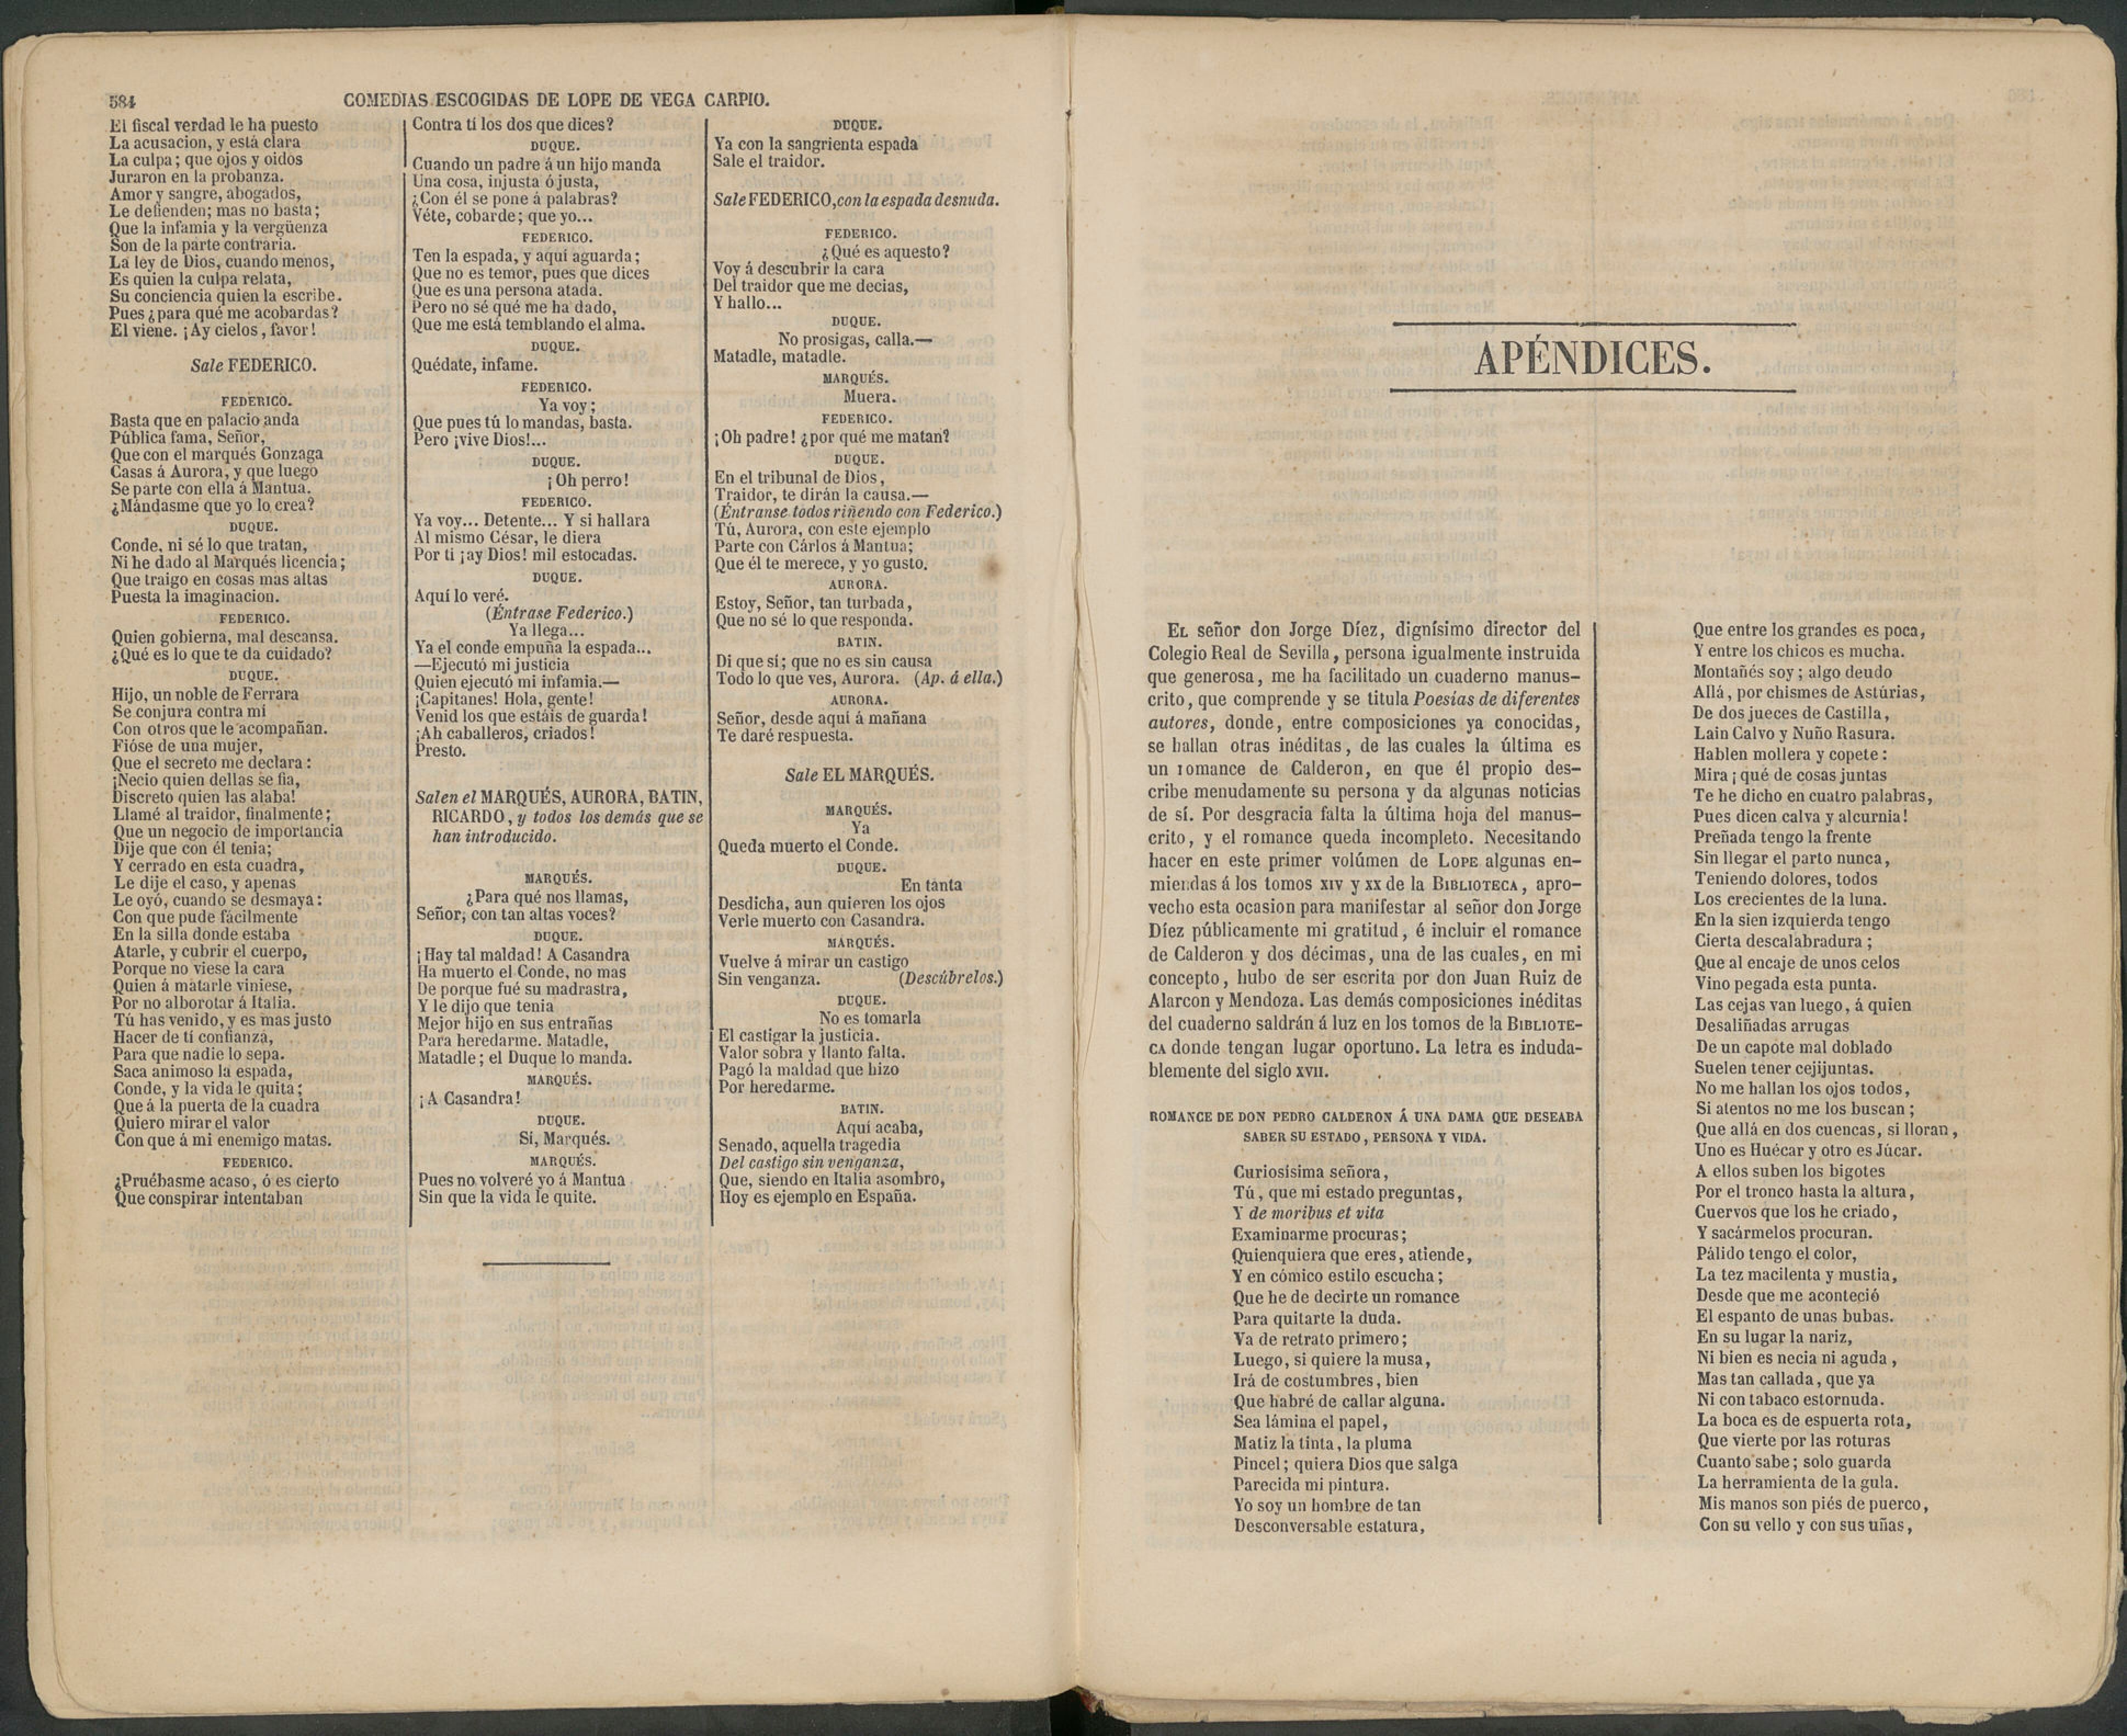 584
COMEDIAS ESCOGIDAS DE LOPE DE VEGA CARPIO.
El fiscal verdad le ha puesto
La acusacion, y está clara
La culpa; que ojos y oidos
Juraron en la probanza.
Amor y sangre, abogados,
Le defienden; mas no basta;
Que la infamia y la vergüenza
Son de la parte contraria.
La ley de Dios, cuando menos,
Es quien la culpa relata,
Su conciencia quien la escribe.
Pues ¿para qué me acobardas?
El viene. ¡Ay cielos, favor!
Sale FEDERICO.
FEDERICO.
Basta que en palacio anda
Pública fama, Señor,
Que con el marqués Gonzaga
Casas á Aurora, y que luego
Se parte con ella á Mantua.
¿Mándasme que yo lo crea?
DUQUE.
Conde, ni sé lo que tratan,
Ni he dado al Marqués licencia;
Que traigo en cosas mas altas
Puesta la imaginacion.
FEDERICO.
Quien gobierna, mal descansa.
¿Qué es lo que te da cuidado?
DUQUE.
Hijo, un noble de Ferrara
Se conjura contra mí
Con otros que le acompañan.
Fióse de una mujer,
Que el secreto me declara:
¡Necio quien dellas se fia,
Discreto quien las alaba!
Llamé al traidor, finalmente;
Que un negocio de importancia
Dije que con él tenia;
Y cerrado en esta cuadra,
Le dije el caso, y apenas
Le oyó, cuando se desmaya:
Con que pude fácilmente
En la silla donde estaba
Atarle, y cubrir el cuerpo,
Porque no viese la cara
Quien á matarle viniese,
Por no alborotar á Italia.
Tú has venido, y es mas justo
Hacer de tí confianza,
Para que nadie lo sepa.
Saca animoso la espada,
Conde, y la vida le quita;
Que á la puerta de la cuadra
Quiero mirar el valor
Con que á mi enemigo matas.
FEDERICO.
¿Pruébasme acaso, ó es cierto
Que conspirar intentaban
Contra tí los dos que dices?
DUQUE.
Cuando un padre á un hijo manda
Una cosa, injusta ó justa,
¿Con él se pone á palabras?
Véte, cobarde; que yo...
FEDERICO.
Ten la espada, y aquí aguarda;
Que no es temor, pues que dices
Que es una persona atada.
Pero no sé qué me ha dado,
Que me está temblando el alma.
DUQUE.
Quédate, infame.
FEDERICO.
Ya voy;
Que pues tú lo mandas, basta.
Pero ¡vive Dios!...
DUQUE.
¡Oh perro!
FEDERICO.
Ya voy... Detente... Y si hallara
Al mismo César, le diera
Por ti ¡ay Dios! mil estocadas.
DUQUE.
Aquí lo veré.
(Éntrase Federico.)
Ya llega...
Ya el conde empuña la espada...
—Ejecutó mi justicia
Quien ejecutó mi infamia.—
¡Capitanes! Hola, gente!
Venid los que estáis de guarda!
¡Ah caballeros, criados!
Presto.
Salen el MARQUÉS, AURORA, BATIN,
RICARDO, y todos los demás que se
han introducido.
MARQUÉS.
¿Para qué nos llamas,
Señor, con tan altas voces?
DUQUE.
¡Hay tal maldad! A Casandra
Ha muerto el Conde, no mas
De porque fué su madrastra,
Y le dijo que tenia
Mejor hijo en sus entrañas
Para heredarme. Matadle,
Matadle; el Duque lo manda.
MARQUÉS.
¡A Casandra!
DUQUE.
Sí, Marqués.
MARQUÉS.
Pues no volveré yo á Mantua
Sin que la vida le quite.
DUQUE.
Ya con la sangrienta espada
Sale el traidor.
Sale FEDERICO, con la espada desnuda.
FEDERICO.
¿Qué es aquesto?
Voy á descubrir la cara
Del traidor que me decias,
Y hallo...
DUQUE.
No prosigas, calla.—
Matadle, matadle.
MARQUÉS.
Muera.
FEDERICO.
¡Oh padre! ¿por qué me matan?
DUQUE.
En el tribunal de Dios,
Traidor, te dirán la causa.—
(Éntranse todos riñendo con Federico.)
Tú, Aurora, con este ejemplo
Parte con Cárlos á Mantua;
Que él te merece, y yo gusto.
AURORA.
Estoy, Señor, tan turbada,
Que no sé lo que responda.
BATIN.
Di que sí; que no es sin causa
Todo lo que ves, Aurora. (Ap. á ella.)
AURORA.
Señor, desde aquí á mañana
Te daré respuesta.
Sale EL MARQUÉS.
MARQUÉS.
Ya
Queda muerto el Conde.
DUQUE.
En tanta
Desdicha, aun quieren los ojos
Verle muerto con Casandra.
MARQUÉS.
Vuelve á mirar un castigo
Sin venganza. (Descúbrelos.)
DUQUE.
No es tomarla
El castigar la justicia.
Valor sobra y llanto falta.
Pagó la maldad que hizo
Por heredarme.
BATIN.
Aquí acaba,
Senado, aquella tragedia
Del castigo sin venganza,
Que, siendo en Italia asombro,
Hoy es ejemplo en España.
APÉNDICES.
EL señor don Jorge Díez, dignísimo director del
Colegio Real de Sevilla, persona igualmente instruida
que generosa, me ha facilitado un cuaderno manus-
crito, que comprende y se titula Poesías de diferentes
autores, donde, entre composiciones ya conocidas,
se hallan otras inéditas, de las cuales la última es
un romance de Calderon, en que él propio des-
cribe menudamente su persona y da algunas noticias
de sí. Por desgracia falta la última hoja del manus-
crito, y el romance queda incompleto. Necesitando
hacer en este primer volúmen de LOPE algunas en-
miendas á los tomos XIV y XX de la BIBLIOTECA, apro-
vecho esta ocasion para manifestar al señor don Jorge
Díez públicamente mi gratitud, é incluir el romance
de Calderon y dos décimas, una de las cuales, en mi
concepto, hubo de ser escrita por don Juan Ruiz de
Alarcon y Mendoza. Las demás composiciones inéditas
del cuaderno saldrán á luz en los tomos de la BIBLIOTE-
CA donde tengan lugar oportuno. La letra es induda-
blemente del siglo XVII.
ROMANCE DE DON PEDRO CALDERON Á UNA DAMA QUE DESEABA
SABER SU ESTADO, PERSONA Y VIDA.
Curiosísima señora,
Tú, que mi estado preguntas,
Y de moribus et vita
Examinarme procuras;
Quienquiera que eres, atiende,
Y en cómico estilo escucha;
Que he de decirte un romance
Para quitarte la duda.
Va de retrato primero;
Luego, si quiere la musa,
Irá de costumbres, bien
Que habré de callar alguna.
Sea lámina el papel,
Matiz la tinta, la pluma
Pincel; quiera Dios que salga
Parecida mi pintura.
Yo soy un hombre de tan
Desconversable estatura,
Que entre los grandes es poca,
Y entre los chicos es mucha.
Montañés soy; algo deudo
Allá, por chismes de Astúrias,
De dos jueces de Castilla,
Lain Calvo y Nuño Rasura.
Hablen mollera y copete:
Mira ¡qué de cosas juntas
Te he dicho en cuatro palabras,
Pues dicen calva y alcurnia!
Preñada tengo la frente
Sin llegar el parto nunca,
Teniendo dolores, todos
Los crecientes de la luna.
En la sien izquierda tengo
Cierta descalabradura;
Que al encaje de unos celos
Vino pegada esta punta.
Las cejas van luego, á quien
Desaliñadas arrugas
De un capote mal doblado
Suelen tener cejijuntas.
No me hallan los ojos todos,
Si atentos no me los buscan;
Que allá en dos cuencas, si lloran,
Uno es Huécar y otro es Júcar.
A ellos suben los bigotes
Por el tronco hasta la altura,
Cuervos que los he criado,
Y sacármelos procuran.
Pálido tengo el color,
La tez macilenta y mustia,
Desde que me aconteció
El espanto de unas bubas.
En su lugar la nariz,
Ni bien es necia ni aguda,
Mas tan callada, que ya
Ni con tabaco estornuda.
La boca es de espuerta rota,
Que vierte por las roturas
Cuanto sabe; solo guarda
La herramienta de la gula.
Mis manos son piés de puerco,
Con su vello y con sus uñas,